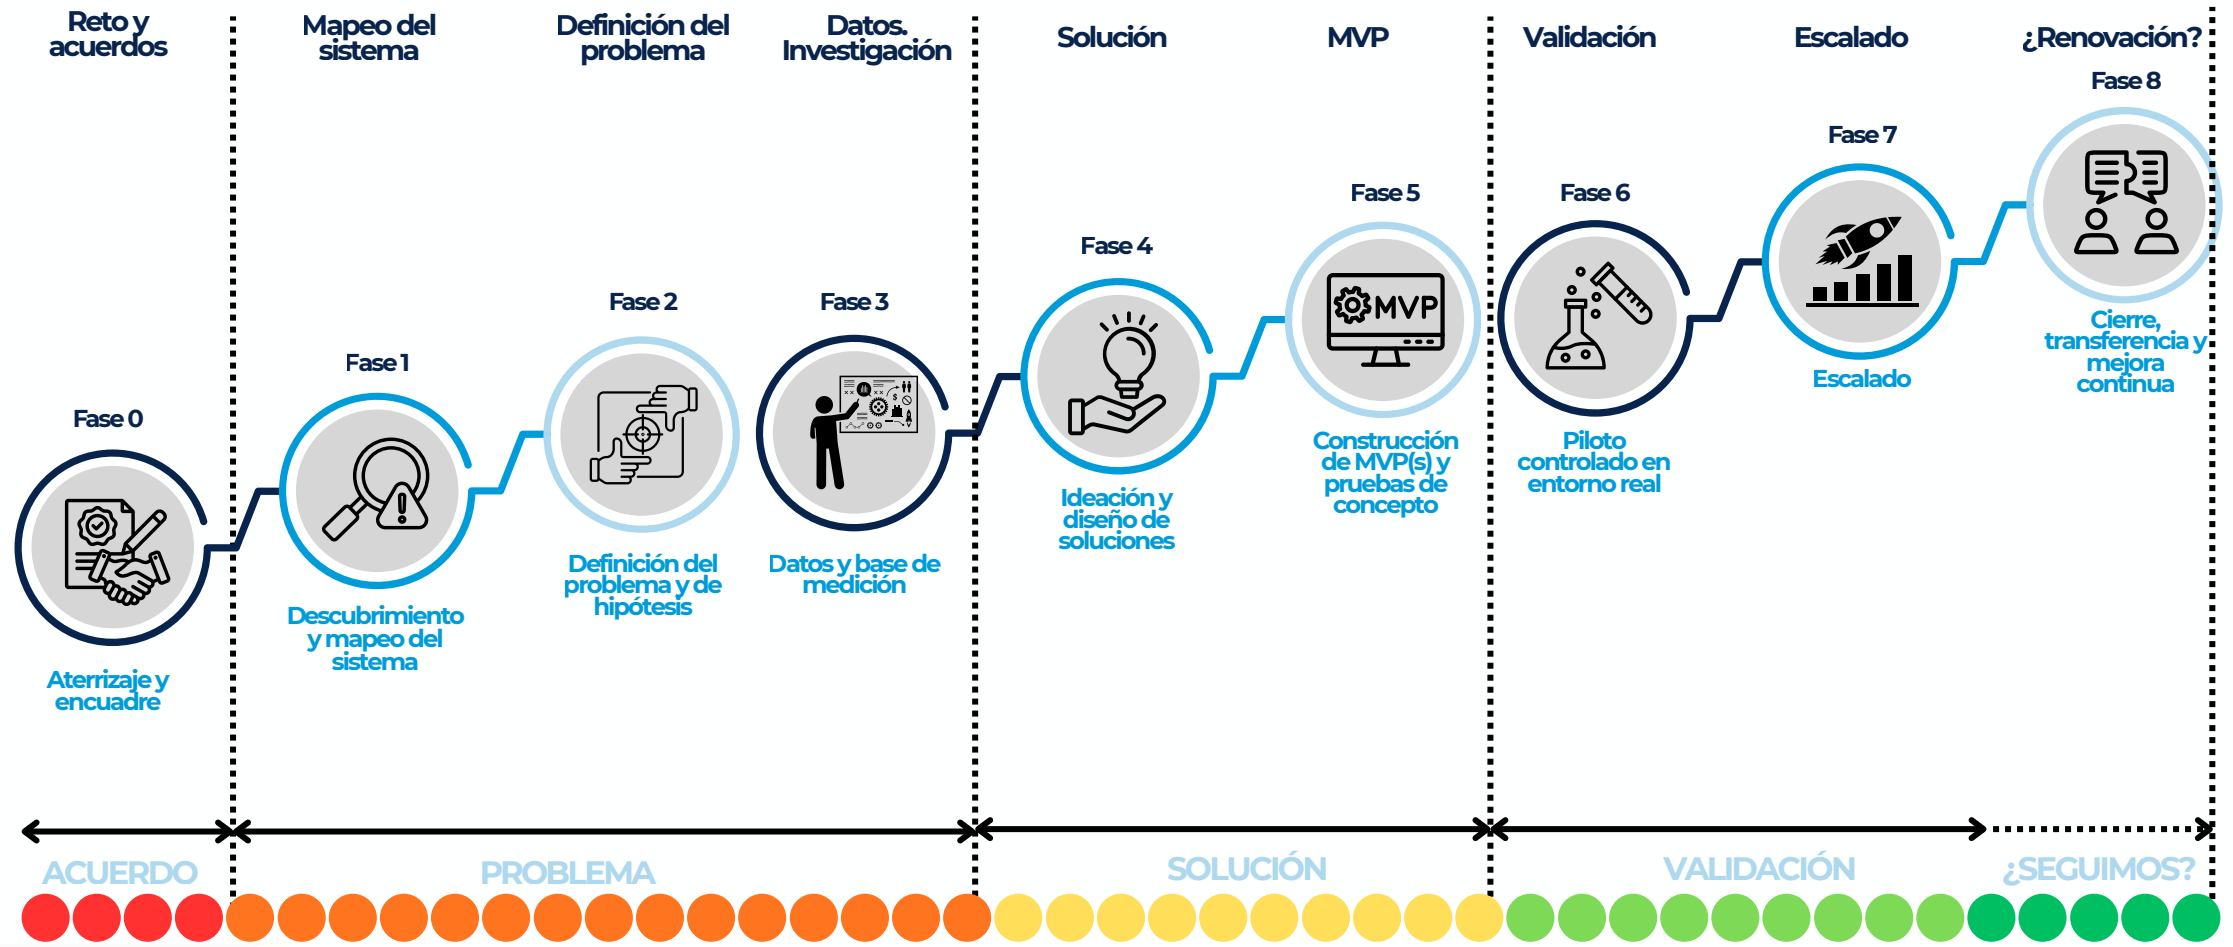 Reto y
acuerdos
Mapeo del
sistema
Definición del
problema
Datos.
Investigación
Solución
MVP
Validación
Escalado
¿Renovación?
Fase 0
Aterrizaje y
encuadre
Fase 1
Descubrimiento
y mapeo del
sistema
Fase 2
Definición del
problema y de
hipótesis
Fase 3
Datos y base de
medición
Fase 4
Ideación y
diseño de
soluciones
Fase 5
MVP
Construcción
de MVP(s) y
pruebas de
concepto
Fase 6
Piloto
controlado en
entorno real
Fase 7
Escalado
Fase 8
Cierre,
transferencia y
mejora
continua
ACUERDO
PROBLEMA
SOLUCIÓN
VALIDACIÓN
¿SEGUIMOS?